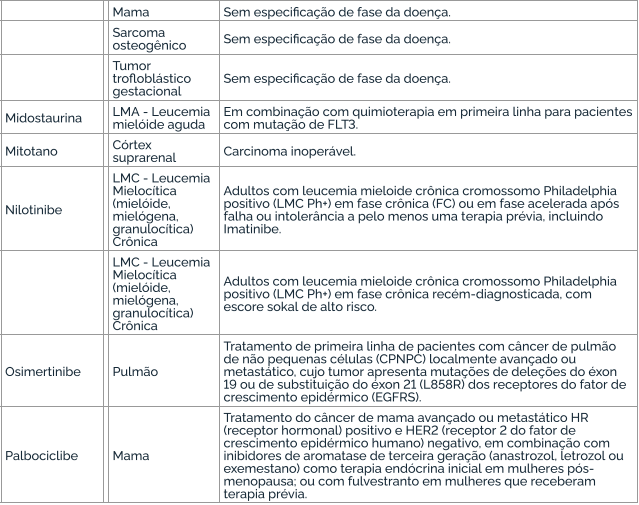 Mama
Sem especificação de fase da doença.
Sarcoma
osteogênico
Sem especificação de fase da doença.
Tumor
trofloblástico
gestacional
Sem especificação de fase da doença.
Midostaurina
LMA - Leucemia
mielóide aguda
Em combinação com quimioterapia em primeira linha para pacientes
com mutação de FLT3.
Mitotano
Córtex
suprarenal
Carcinoma inoperável.
Nilotinibe
LMC - Leucemia
Mielocítica
(mielóide,
mielógena,
granulocítica)
Crônica
Adultos com leucemia mieloide crônica cromossomo Philadelphia
positivo (LMC Ph+) em fase crônica (FC) ou em fase acelerada após
falha ou intolerância a pelo menos uma terapia prévia, incluindo
Imatinibe.
LMC - Leucemia
Mielocítica
(mielóide,
mielógena,
granulocítica)
Crônica
Adultos com leucemia mieloide crônica cromossomo Philadelphia
positivo (LMC Ph+) em fase crônica recém-diagnosticada, com
escore sokal de alto risco.
Osimertinibe
Pulmão
Tratamento de primeira linha de pacientes com câncer de pulmão
de não pequenas células (CPNPC) localmente avançado ou
metastático, cujo tumor apresenta mutações de deleções do éxon
19 ou de substituição do éxon 21 (L858R) dos receptores do fator de
crescimento epidérmico (EGFRS).
Palbociclibe
Mama
Tratamento do câncer de mama avançado ou metastático HR
(receptor hormonal) positivo e HER2 (receptor 2 do fator de
crescimento epidérmico humano) negativo, em combinação com
inibidores de aromatase de terceira geração (anastrozol, letrozol ou
exemestano) como terapia endócrina inicial em mulheres pós-
menopausa; ou com fulvestranto em mulheres que receberam
terapia prévia.